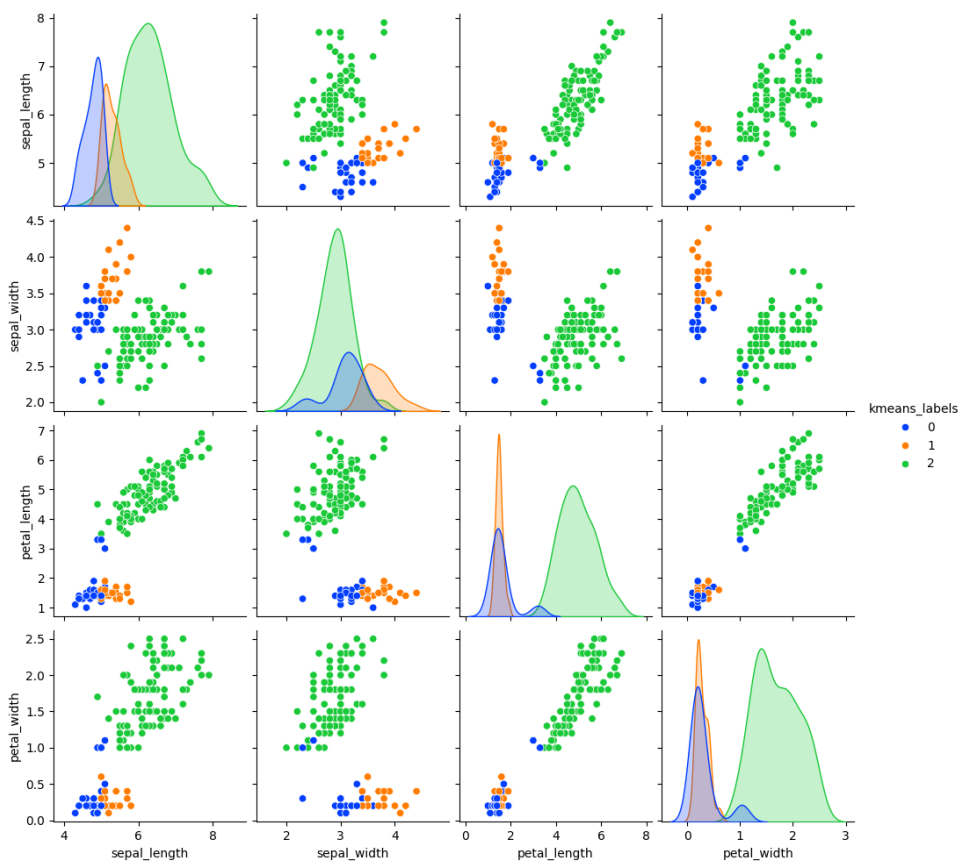 8
7
6
5
sepal_length
4.5
4.0
3.5
3.0
2.5
2.0
sepal_width
kmeans_labels
0
1
2
7
6
5
4
3
2
1
petal_length
2.5
2.0
1.5
1.0
0.5
0.0
petal_width
4 6 8
2 3 4
0 2 4 6 8
0 1 2 3
sepal_length
sepal_width
petal_length
petal_width